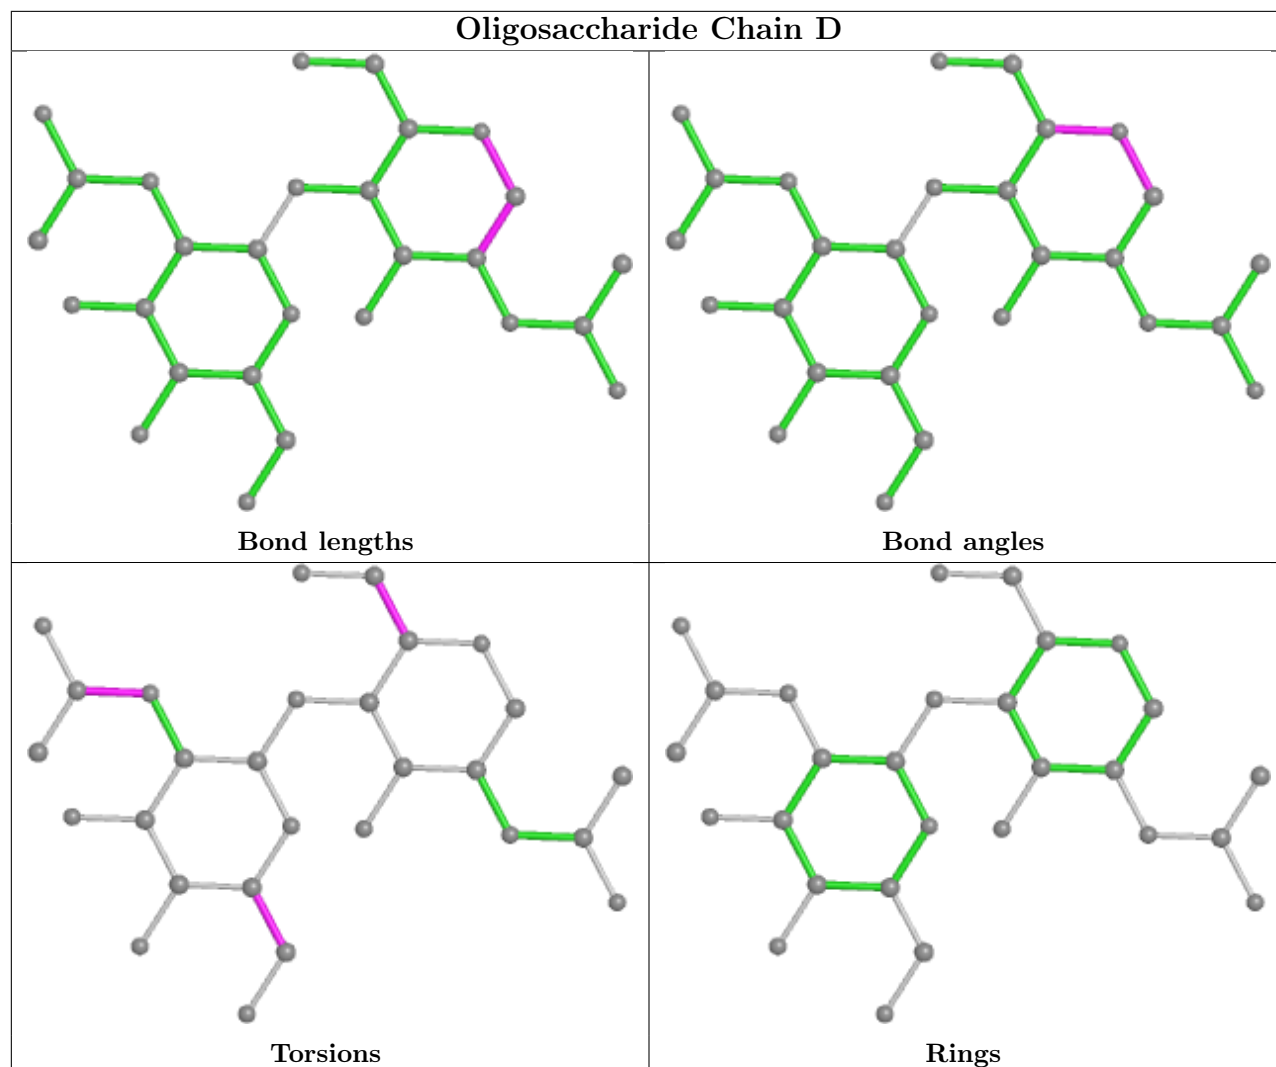 Oligosaccharide Chain D
Bond lengths
Bond angles
Torsions
Rings